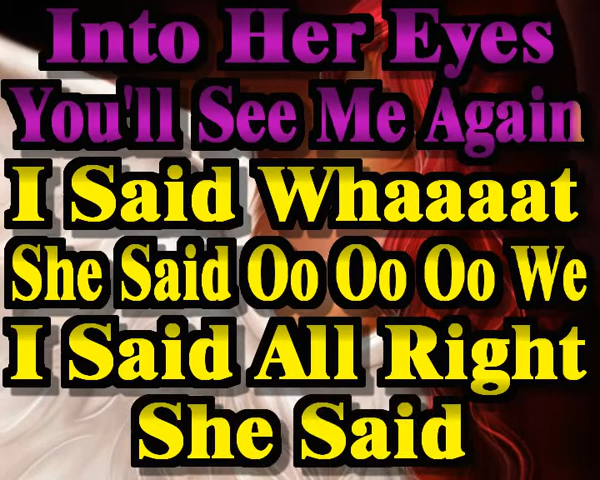 Into Her Eyes
You'll See Me Again
I Said Whaaaat
She Said Oo Oo Oo We
I Said All Right
She Said